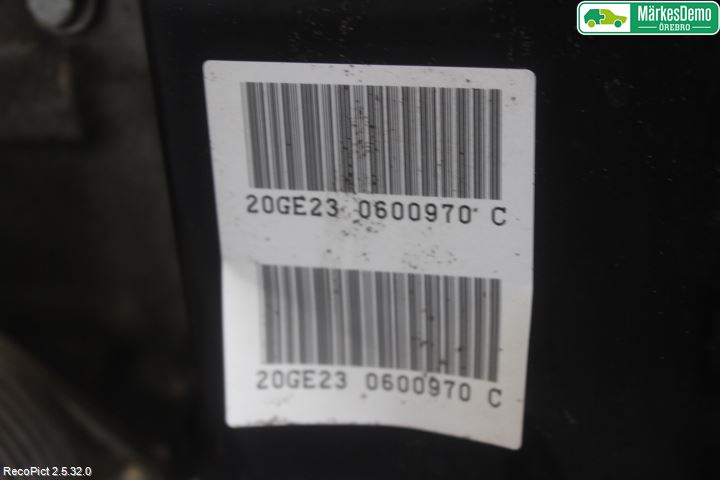 MärkesDemo
ÖREBRO
20GE23 0600970 C
20GE23 0600970 C
RecoPict 2.5.32.0